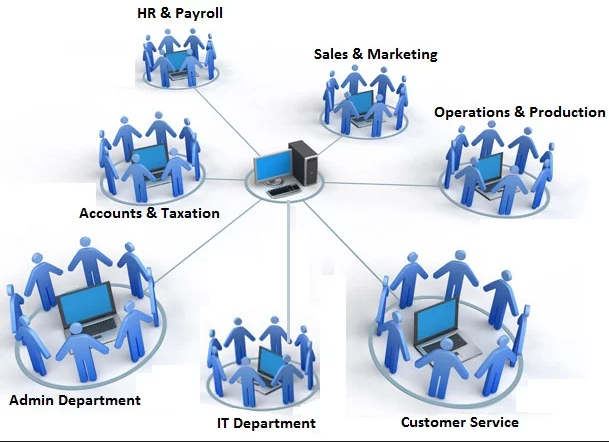 HR & Payroll
Sales & Marketing
Operations & Production
Accounts & Taxation
Admin Department
IT Department
Customer Service